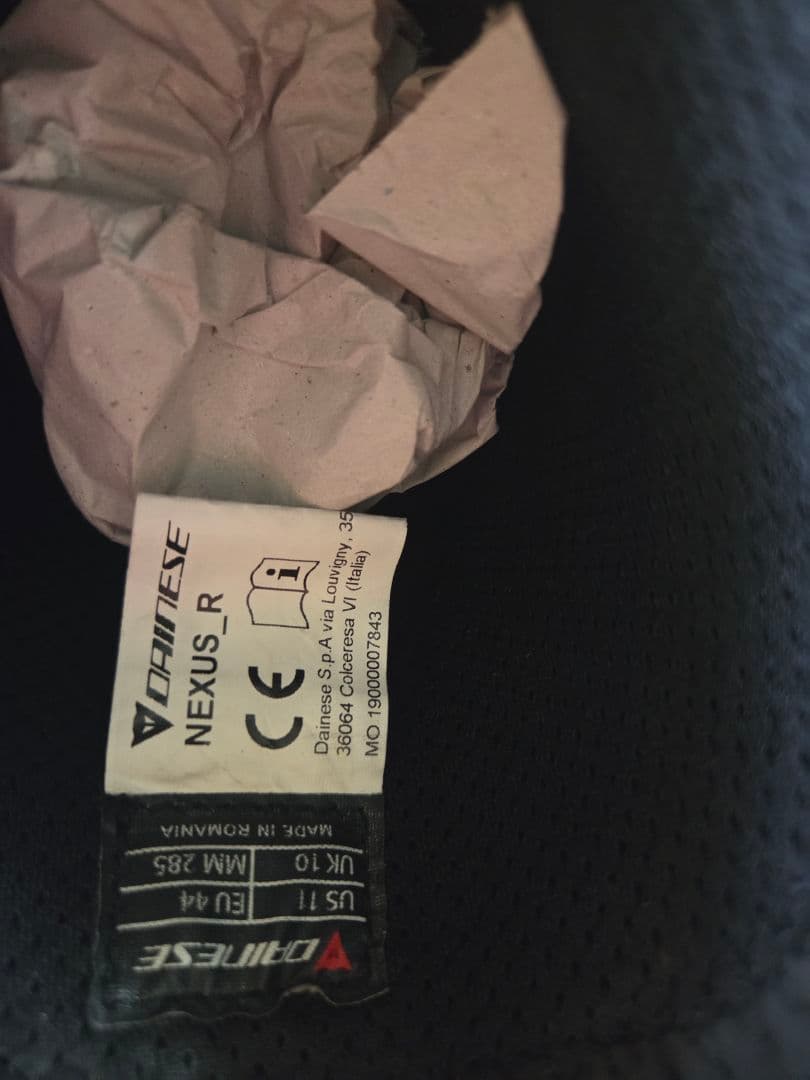 DAINESE
NEXUS_R
CE
i
Dainese S.p.A via Louvigny, 35
36064 Colceresa VI (Italia)
MO 19000007843
DAINESE
US 11 EU 44
UK 10 MM 285
MADE IN ROMANIA